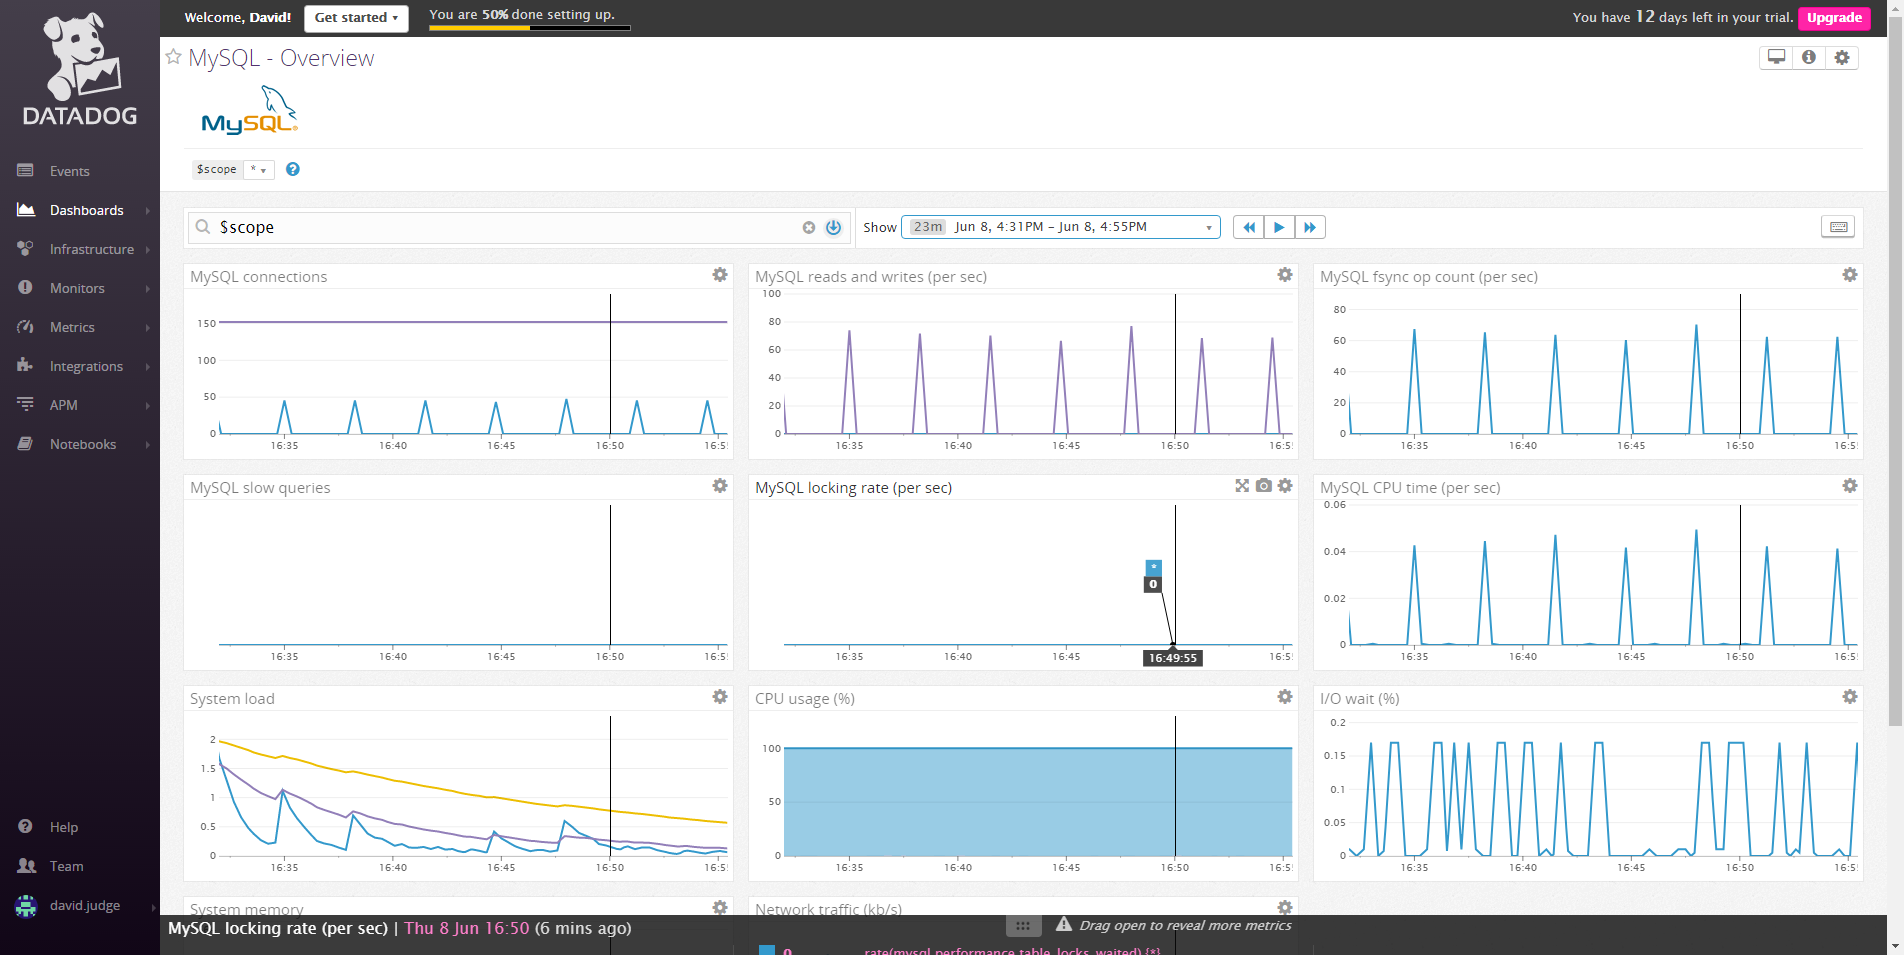 Welcome, David!
Get started
You are 50% done setting up.
You have 12 days left in your trial.
Upgrade
DATADOG
Events
Dashboards
Infrastructure
Monitors
Metrics
Integrations
APM
Notebooks
Help
Team
david.judge
MySQL - Overview
MySQL
$scope
*
$scope
Show
23m Jun 8, 4:31PM - Jun 8, 4:55PM
MySQL connections
150
100
50
0
16:35 16:40 16:45 16:50 16:5
MySQL reads and writes (per sec)
100
80
60
40
20
0
16:35 16:40 16:45 16:50 16:5
MySQL fsync op count (per sec)
80
60
40
20
0
16:35 16:40 16:45 16:50 16:5
MySQL slow queries
16:35 16:40 16:45 16:50 16:5
MySQL locking rate (per sec)
*
0
16:35 16:40 16:45 16:49:55 16:5
MySQL CPU time (per sec)
0.06
0.04
0.02
0
16:35 16:40 16:45 16:50 16:5
System load
2
1.5
1
0.5
0
16:35 16:40 16:45 16:50 16:5
CPU usage (%)
100
50
0
16:35 16:40 16:45 16:50 16:5
I/O wait (%)
0.2
0.15
0.1
0.05
0
16:35 16:40 16:45 16:50 16:5
System memory
Network traffic (kb/s)
MySQL locking rate (per sec) | Thu 8 Jun 16:50 (6 mins ago)
Drag open to reveal more metrics
0 rate(mysql.performance.table_locks_waited) {*}